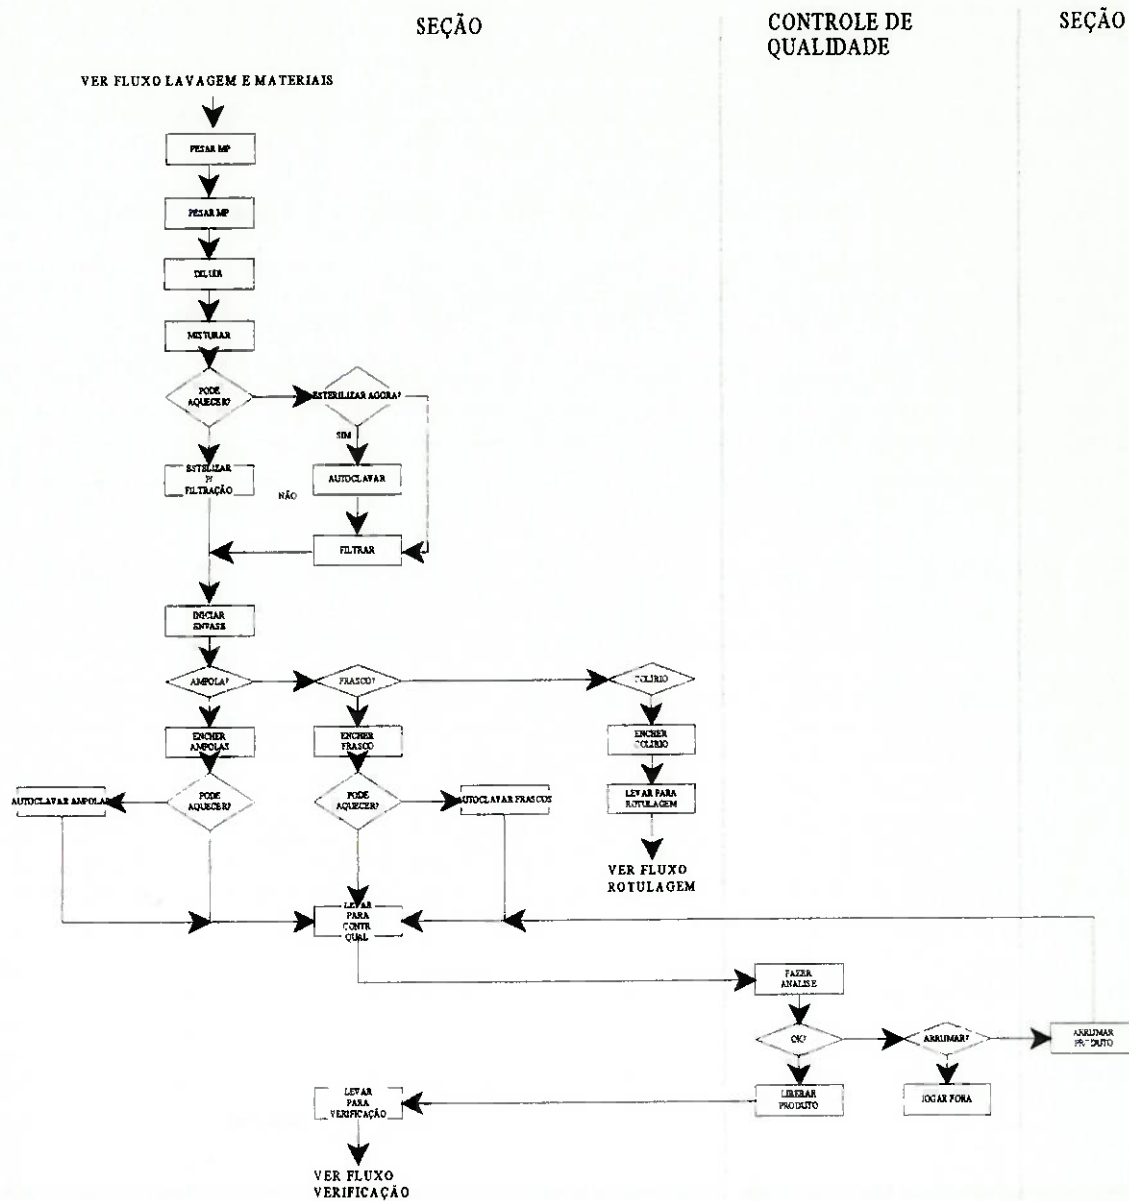 SEÇÃO
CONTROLE DE
QUALIDADE
SEÇÃO
VER FLUXO LAVAGEM E MATERIAIS
PESAR MP
PESAR MP
DILUIR
MISTURAR
PODE
AQUECER?
ESTERILIZAR AGORA?
SIM
ESTELIZAR
P/
FILTRAÇÃO
NÃO
AUTOCLAVAR
FILTRAR
INICIAR
ENVASE
AMPOLA?
FRASCO?
COLIRIO
ENCHER
AMPOLAS
ENCHER
FRASCO
ENCHER
COLIRIO
AUTOCLAVAR AMPOLAS
PODE
AQUECER?
PODE
AQUECER?
AUTOCLAVAR FRASCOS
LEVAR PARA
ROTULAGEM
VER FLUXO
ROTULAGEM
LEVAR
PARA
CONTR
QUAL
FAZER
ANALISE
OK?
ARRUMAR?
ARRUMAR
PRODUTO
LEVAR
PARA
VERIFICAÇÃO
LIBERAR
PRODUTO
JOGAR FORA
VER FLUXO
VERIFICAÇÃO